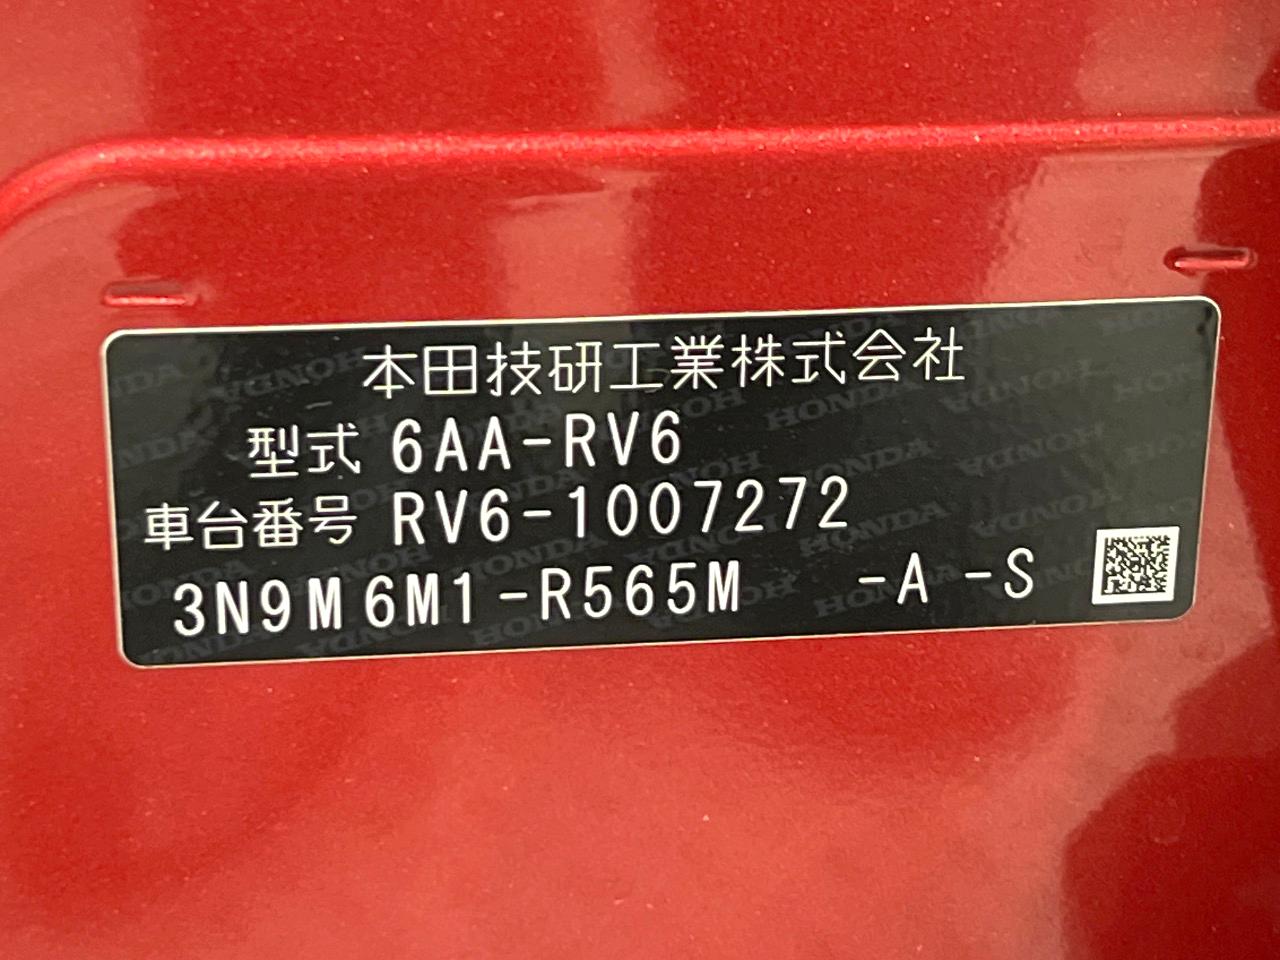 本田技研工業株式会社
型式 6AA-RV6
車台番号 RV6-1007272
3N9M6M1-R565M -A -S